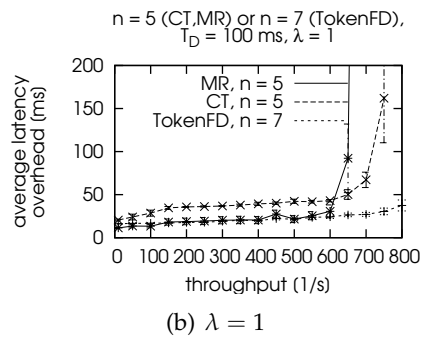 n = 5 (CT,MR) or n = 7 (TokenFD),
T_D = 100 ms, λ = 1
average latency
overhead (ms)
200
150
100
50
0
MR, n = 5
CT, n = 5
TokenFD, n = 7
0 100 200 300 400 500 600 700 800
throughput (1/s)
(b) λ = 1